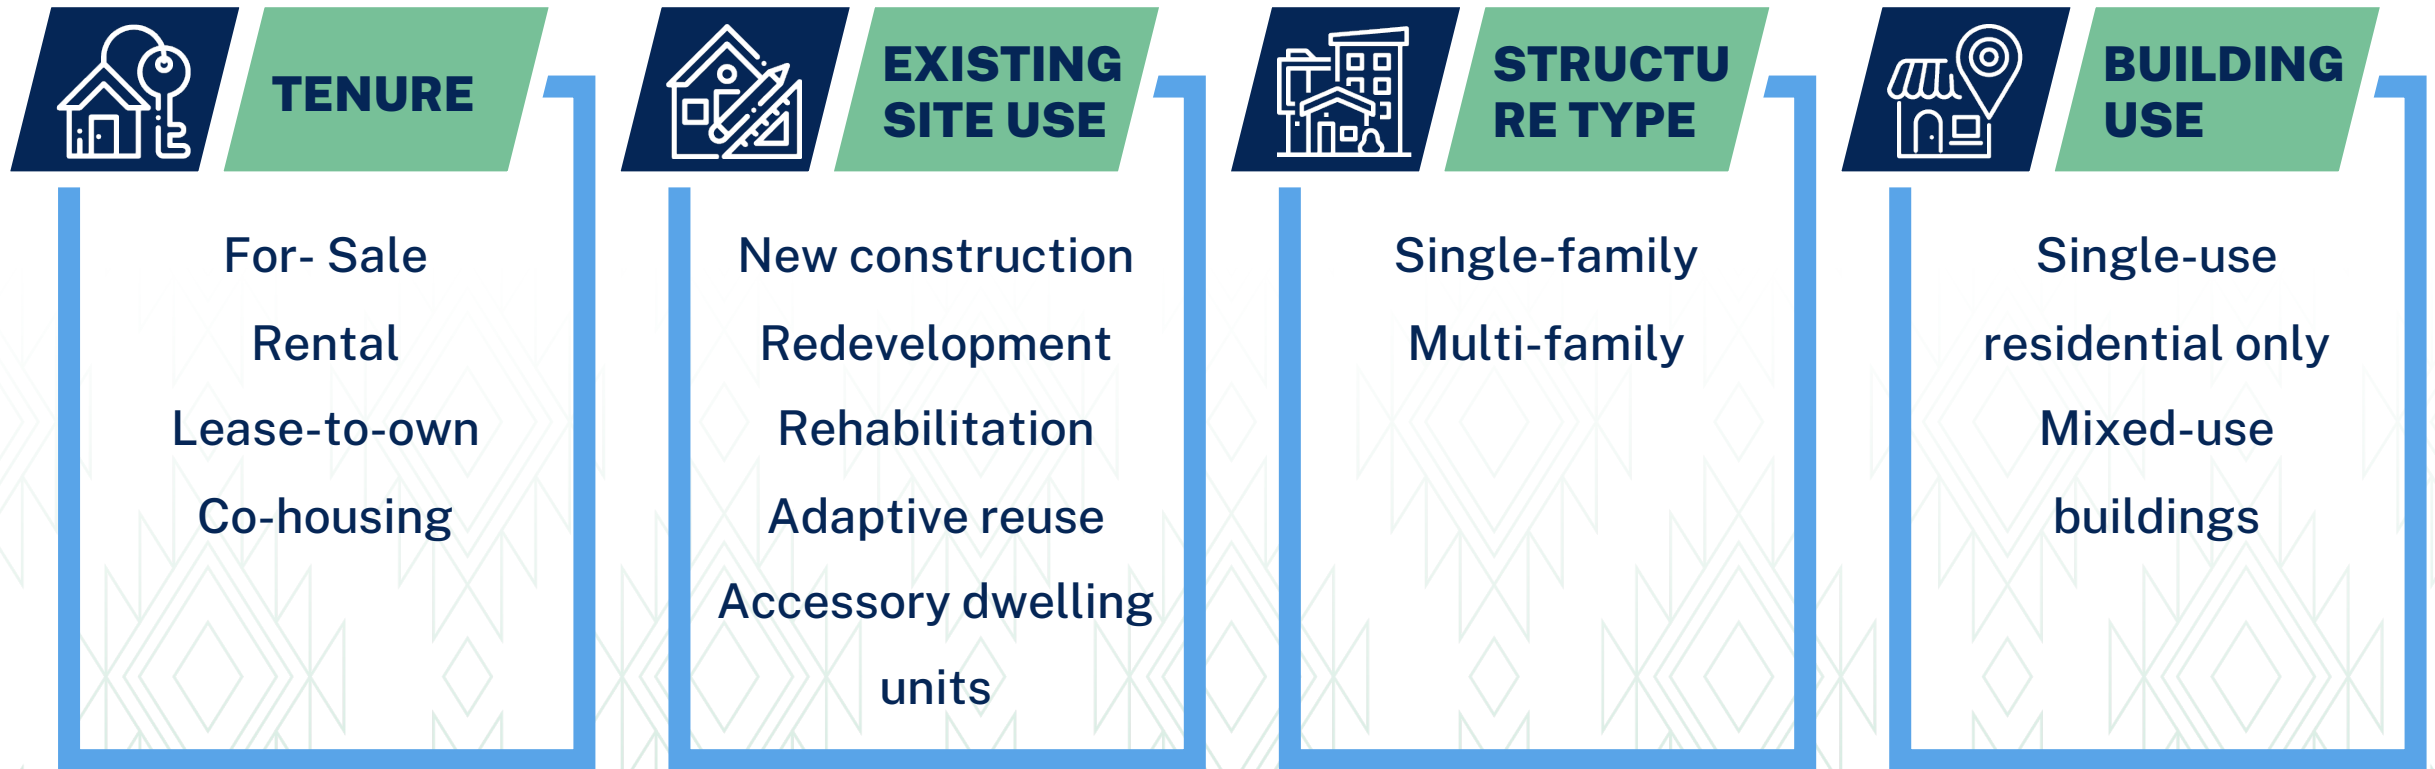 TENURE
For- Sale
Rental
Lease-to-own
Co-housing
EXISTING
SITE USE
New construction
Redevelopment
Rehabilitation
Adaptive reuse
Accessory dwelling
units
STRUCTU
RE TYPE
Single-family
Multi-family
BUILDING
USE
Single-use
residential only
Mixed-use
buildings